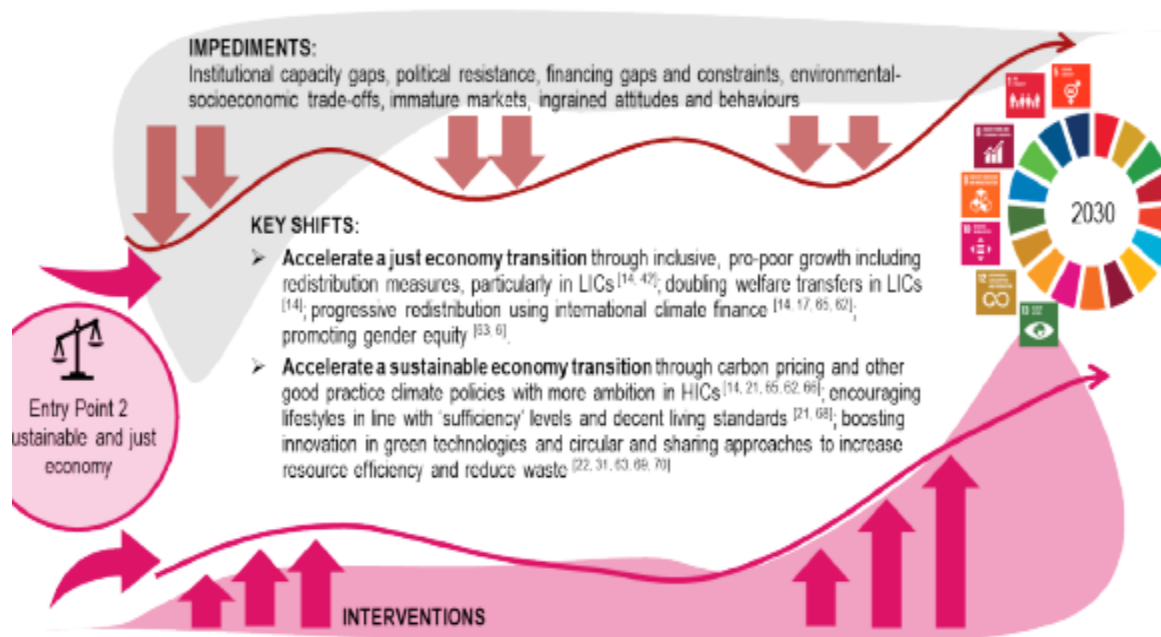 IMPEDIMENTS:
Institutional capacity gaps, political resistance, financing gaps and constraints, environmental-
socioeconomic trade-offs, immature markets, ingrained attitudes and behaviours
KEY SHIFTS:
➢ Accelerate a just economy transition through inclusive, pro-poor growth including
redistribution measures, particularly in LICs [14, 42]; doubling welfare transfers in LICs
[14]; progressive redistribution using international climate finance [14, 17, 65, 62];
promoting gender equity [63, 6].
➢ Accelerate a sustainable economy transition through carbon pricing and other
good practice climate policies with more ambition in HICs [14, 21, 65, 62, 66]; encouraging
lifestyles in line with ‘sufficiency’ levels and decent living standards [21, 68]; boosting
innovation in green technologies and circular and sharing approaches to increase
resource efficiency and reduce waste [22, 31, 63, 69, 70]
Entry Point 2
ustainable and just
economy
2030
INTERVENTIONS